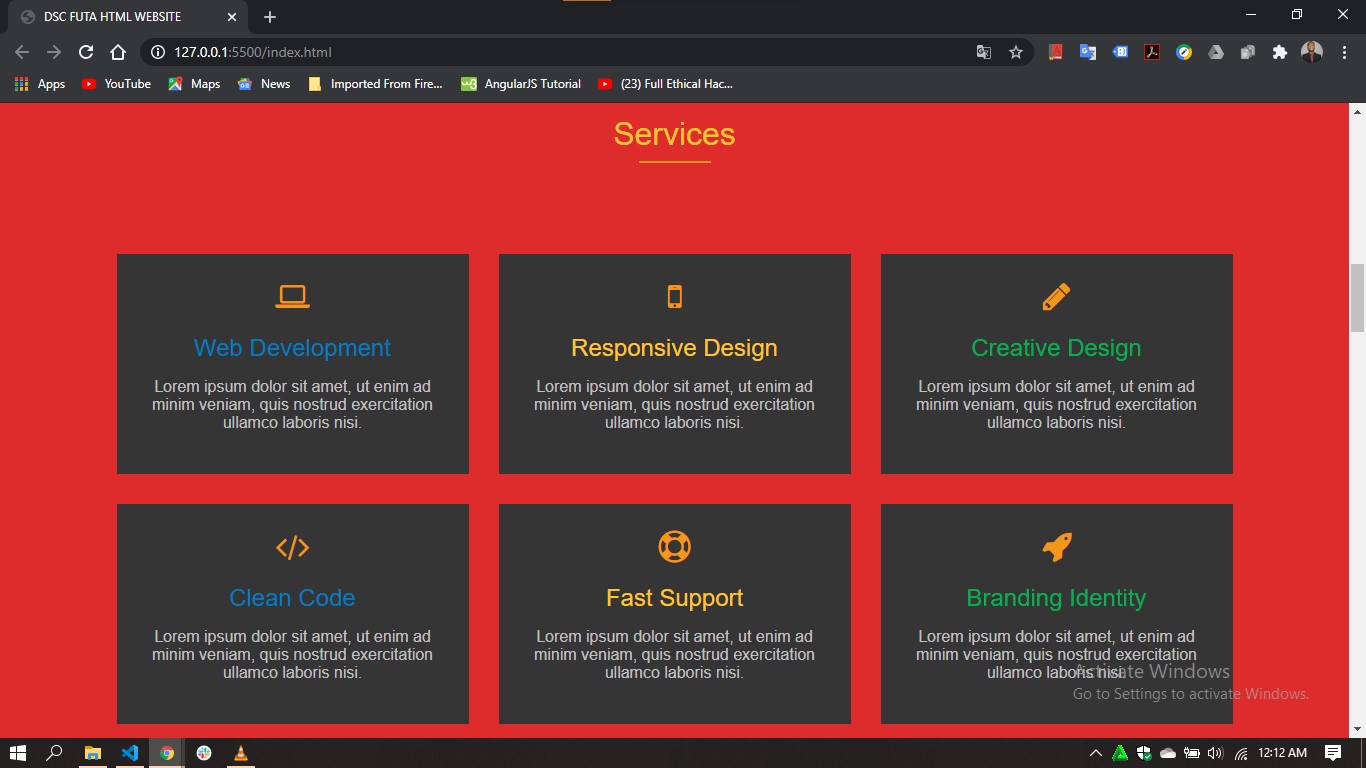 DSC FUTA HTML WEBSITE
127.0.0.1:5500/index.html
Apps
YouTube
Maps
News
Imported From Fire...
AngularJS Tutorial
(23) Full Ethical Hac...
Services
Web Development
Lorem ipsum dolor sit amet, ut enim ad
minim veniam, quis nostrud exercitation
ullamco laboris nisi.
Responsive Design
Lorem ipsum dolor sit amet, ut enim ad
minim veniam, quis nostrud exercitation
ullamco laboris nisi.
Creative Design
Lorem ipsum dolor sit amet, ut enim ad
minim veniam, quis nostrud exercitation
ullamco laboris nisi.
Clean Code
Lorem ipsum dolor sit amet, ut enim ad
minim veniam, quis nostrud exercitation
ullamco laboris nisi.
Fast Support
Lorem ipsum dolor sit amet, ut enim ad
minim veniam, quis nostrud exercitation
ullamco laboris nisi.
Branding Identity
Lorem ipsum dolor sit amet, ut enim ad
minim veniam, quis nostrud exercitation
ullamco laboris nisi.
Activate Windows
Go to Settings to activate Windows.
12:12 AM